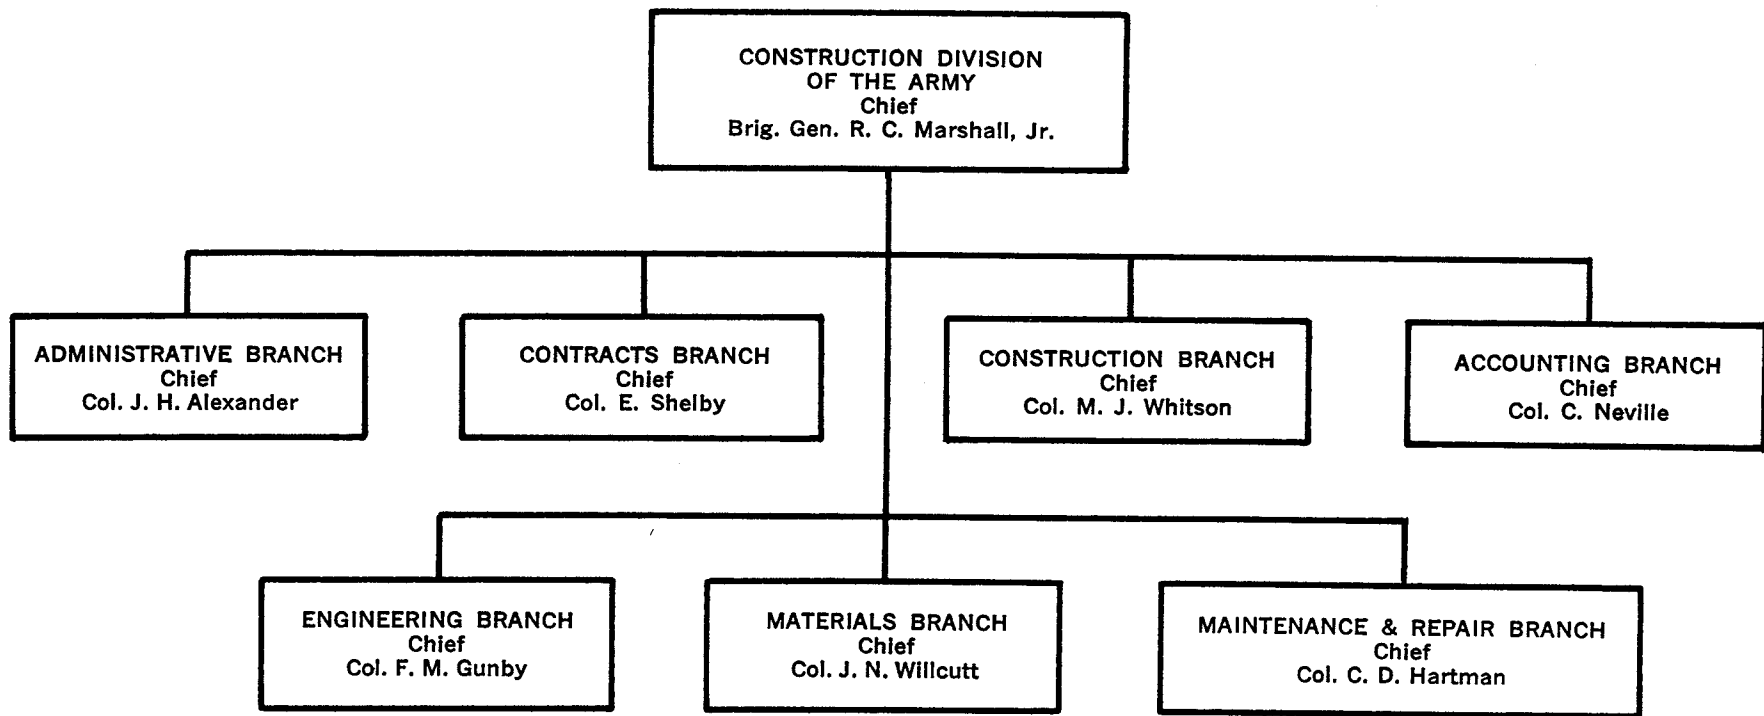 CONSTRUCTION DIVISION
OF THE ARMY
Chief
Brig. Gen. R. C. Marshall, Jr.
ADMINISTRATIVE BRANCH
Chief
Col. J. H. Alexander
CONTRACTS BRANCH
Chief
Col. E. Shelby
CONSTRUCTION BRANCH
Chief
Col. M. J. Whitson
ACCOUNTING BRANCH
Chief
Col. C. Neville
ENGINEERING BRANCH
Chief
Col. F. M. Gunby
MATERIALS BRANCH
Chief
Col. J. N. Willcutt
MAINTENANCE & REPAIR BRANCH
Chief
Col. C. D. Hartman